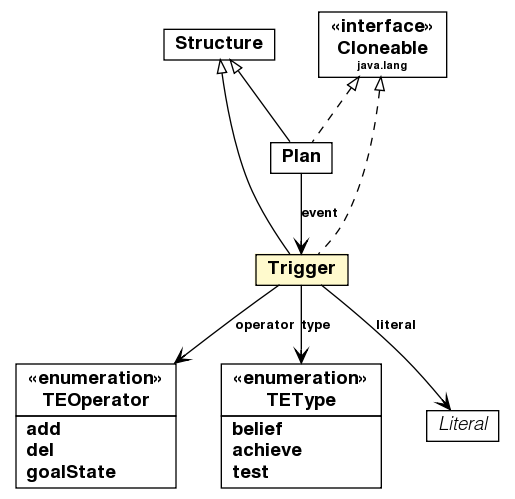 Structure
«interface»
Cloneable
java.lang
Plan
event
Trigger
operator
type
literal
«enumeration»
TEOperator
add
del
goalState
«enumeration»
TEType
belief
achieve
test
Literal